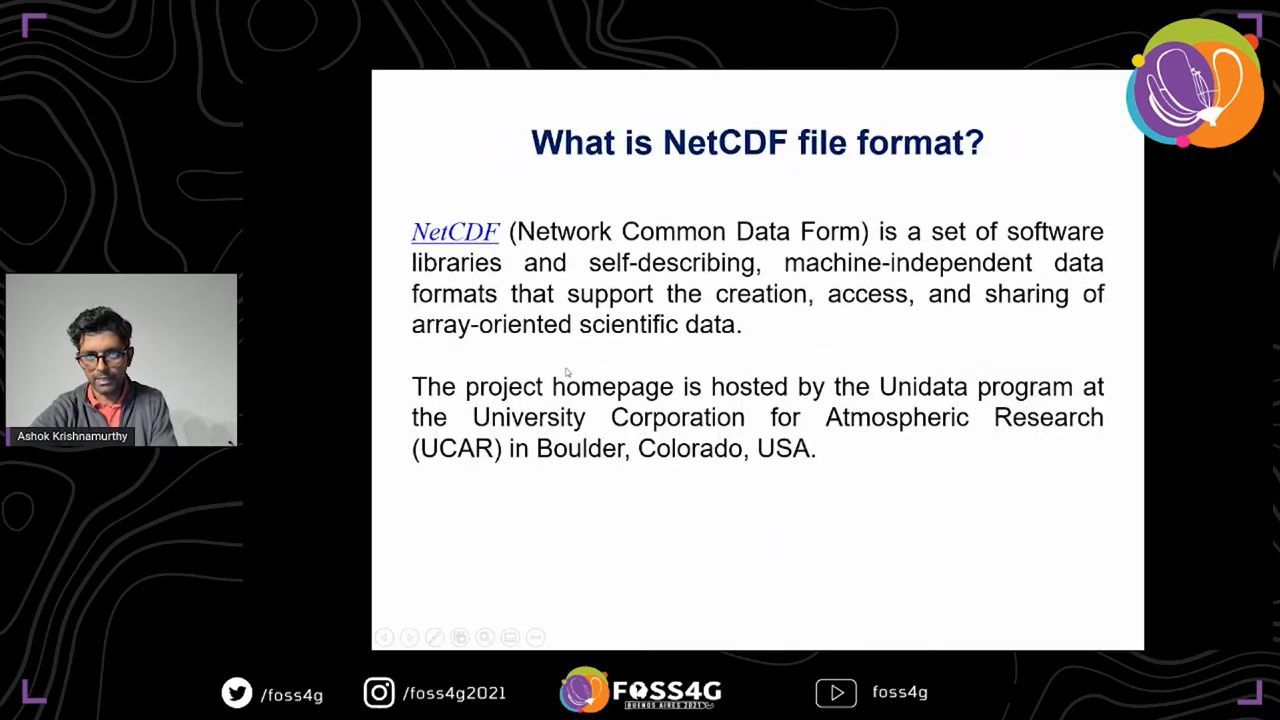 What is NetCDF file format?
NetCDF (Network Common Data Form) is a set of software
libraries and self-describing, machine-independent data
formats that support the creation, access, and sharing of
array-oriented scientific data.
The project homepage is hosted by the Unidata program at
the University Corporation for Atmospheric Research
(UCAR) in Boulder, Colorado, USA.
Ashok Krishnamurthy
/foss4g
/foss4g2021
FOSS4G
BUENOS AIRES 2021
foss4g